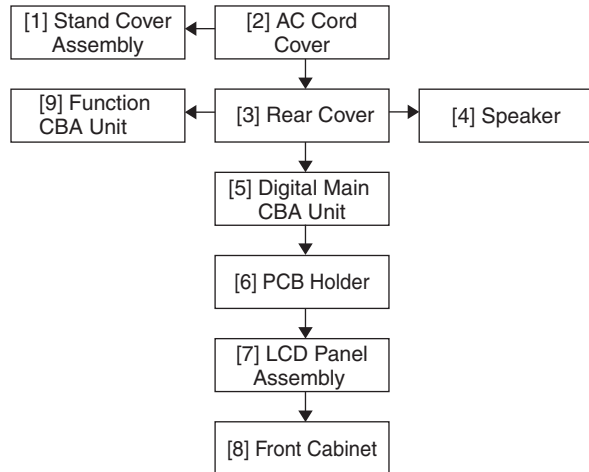 [1] Stand Cover
Assembly
[2] AC Cord
Cover
[9] Function
CBA Unit
[3] Rear Cover
[4] Speaker
[5] Digital Main
CBA Unit
[6] PCB Holder
[7] LCD Panel
Assembly
[8] Front Cabinet